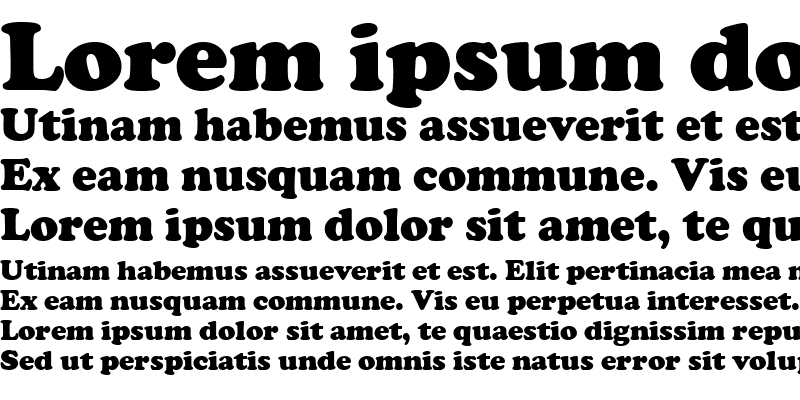 Lorem ipsum do
Utinam habemus assueverit et est
Ex eam nusquam commune. Vis eu
Lorem ipsum dolor sit amet, te qu
Utinam habemus assueverit et est. Elit pertinacia mea n
Ex eam nusquam commune. Vis eu perpetua interesset.
Lorem ipsum dolor sit amet, te quaestio dignissim repu
Sed ut perspiciatis unde omnis iste natus error sit volup